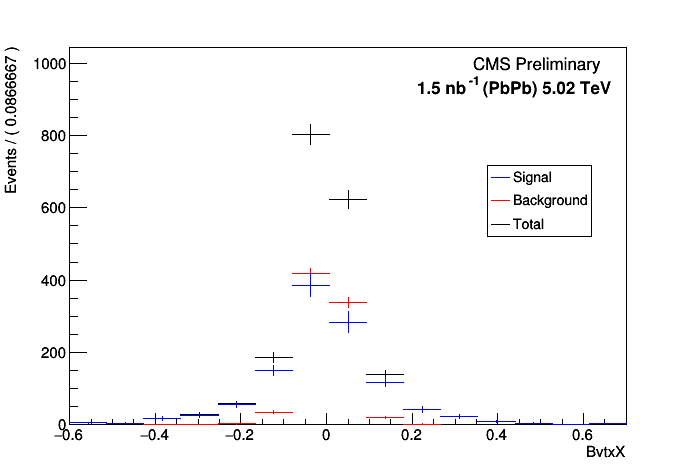 CMS Preliminary
1.5 nb-1 (PbPb) 5.02 TeV
Events / ( 0.0866667 )
1000
800
600
400
200
0
Signal
Background
Total
−0.6 −0.4 −0.2 0 0.2 0.4 0.6
BvtxX